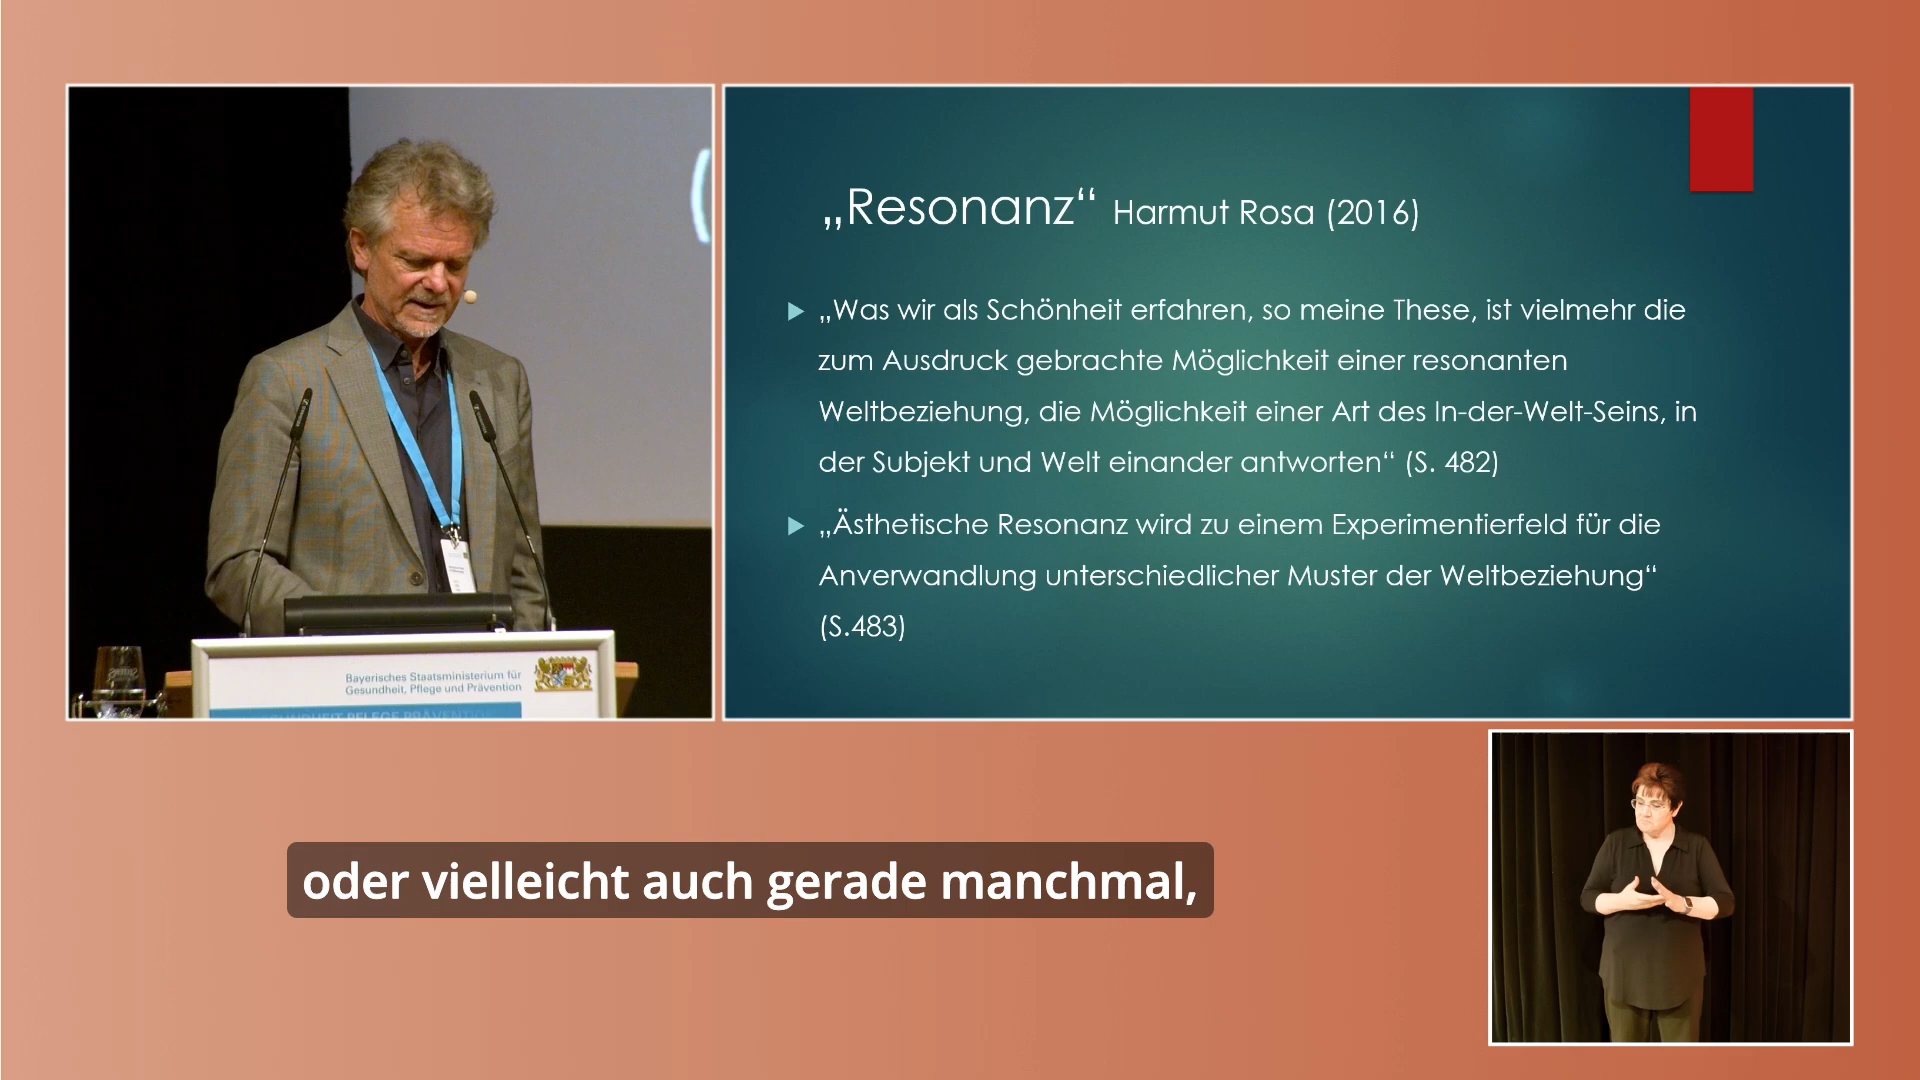 „Resonanz“ Harmut Rosa (2016)
„Was wir als Schönheit erfahren, so meine These, ist vielmehr die
zum Ausdruck gebrachte Möglichkeit einer resonanten
Weltbeziehung, die Möglichkeit einer Art des In-der-Welt-Seins, in
der Subjekt und Welt einander antworten“ (S. 482)
„Ästhetische Resonanz wird zu einem Experimentierfeld für die
Anverwandlung unterschiedlicher Muster der Weltbeziehung“
(S.483)
Bayerisches Staatsministerium für
Gesundheit, Pflege und Prävention
oder vielleicht auch gerade manchmal,